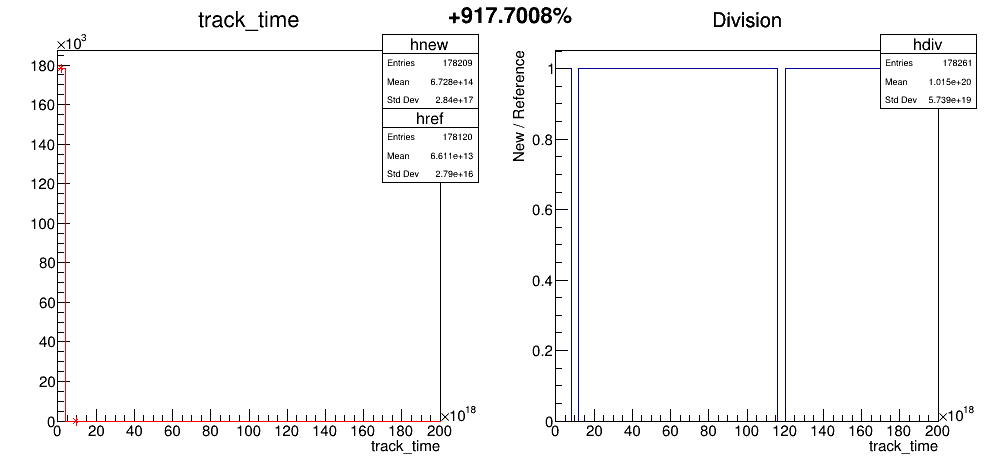 +917.7008%
track_time
×10³
hnew
Entries 178209
Mean 6.728e+14
Std Dev 2.84e+17
href
Entries 178120
Mean 6.611e+13
Std Dev 2.79e+16
180
160
140
120
100
80
60
40
20
0
0 20 40 60 80 100 120 140 160 180 200
×10¹⁸
track_time
Division
hdiv
Entries 178261
Mean 1.015e+20
Std Dev 5.739e+19
New / Reference
1
0.8
0.6
0.4
0.2
0
0 20 40 60 80 100 120 140 160 180 200
×10¹⁸
track_time